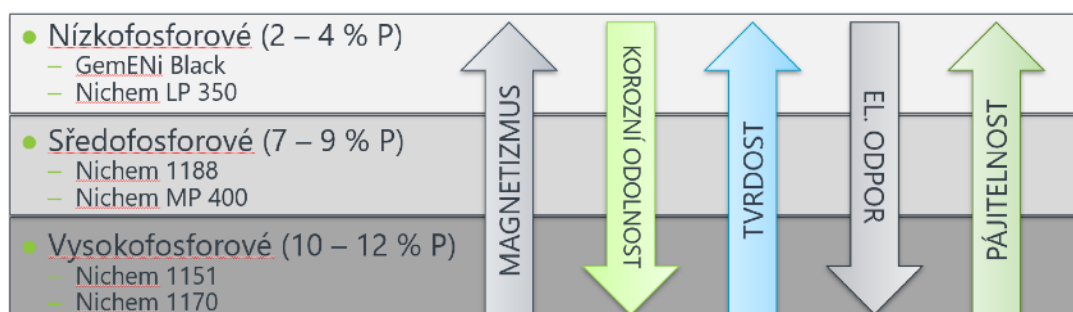 Nízkofosforové (2 – 4 % P)
– GemENi Black
– Nichem LP 350
Sředofosforové (7 – 9 % P)
– Nichem 1188
– Nichem MP 400
Vysokofosforové (10 – 12 % P)
– Nichem 1151
– Nichem 1170
MAGNETIZMUS
KOROZNÍ ODOLNOST
TVRDOST
EL. ODPOR
PÁJITELNOST